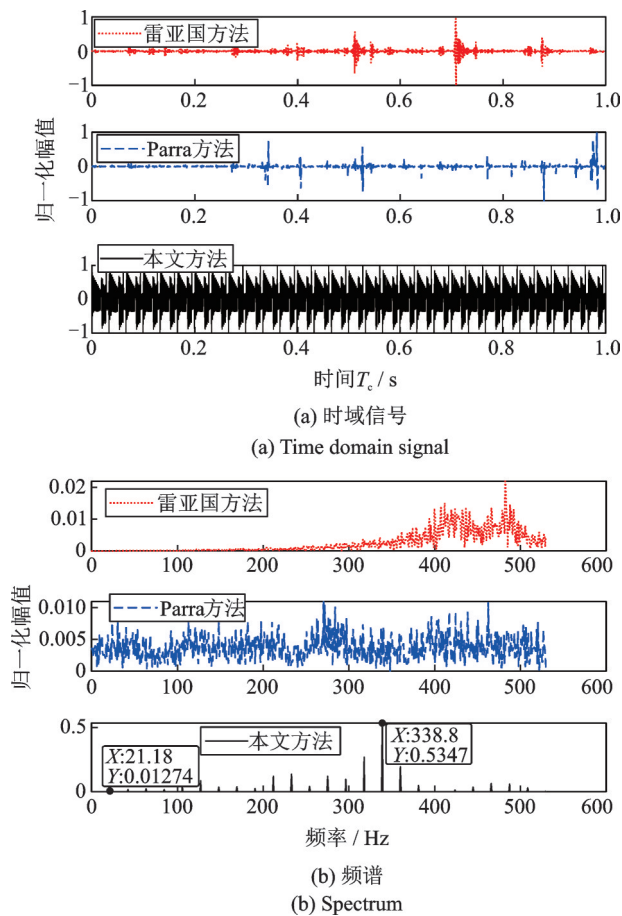 1
雷亚国方法
0
−1
0 0.2 0.4 0.6 0.8 1.0
1
Parra方法
0
−1
0 0.2 0.4 0.6 0.8 1.0
归一化幅值
1
本文方法
0
−1
0 0.2 0.4 0.6 0.8 1.0
时间Tc / s
(a) 时域信号
(a) Time domain signal
0.02
雷亚国方法
0.01
0
0 100 200 300 400 500 600
0.010
Parra方法
0.005
0
0 100 200 300 400 500 600
归一化幅值
0.5
本文方法
X:338.8
Y:0.5347
X:21.18
Y:0.01274
0
0 100 200 300 400 500 600
频率 / Hz
(b) 频谱
(b) Spectrum